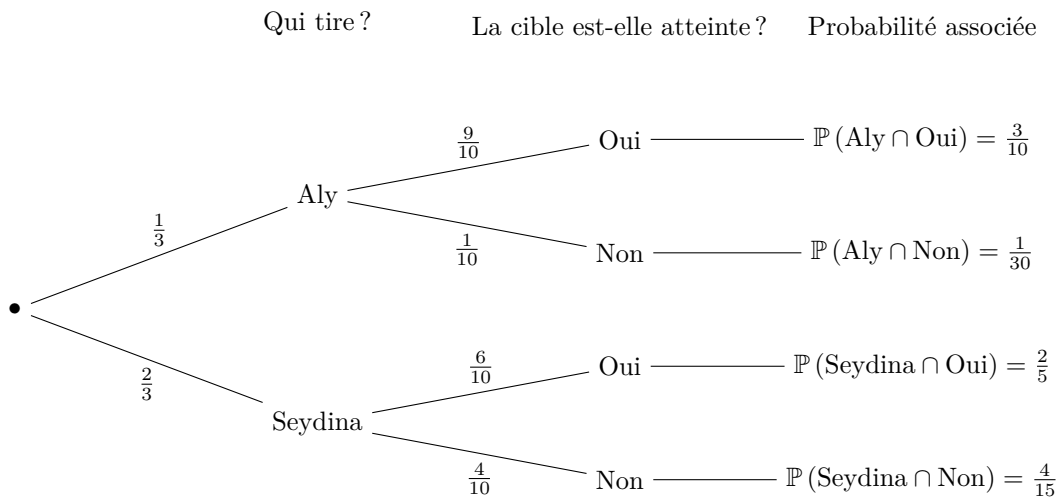 Qui tire ? La cible est-elle atteinte ? Probabilité associée
9/10 Oui ℙ (Aly ∩ Oui) = 3/10
Aly
1/3
1/10 Non ℙ (Aly ∩ Non) = 1/30
•
2/3
6/10 Oui ℙ (Seydina ∩ Oui) = 2/5
Seydina
4/10 Non ℙ (Seydina ∩ Non) = 4/15